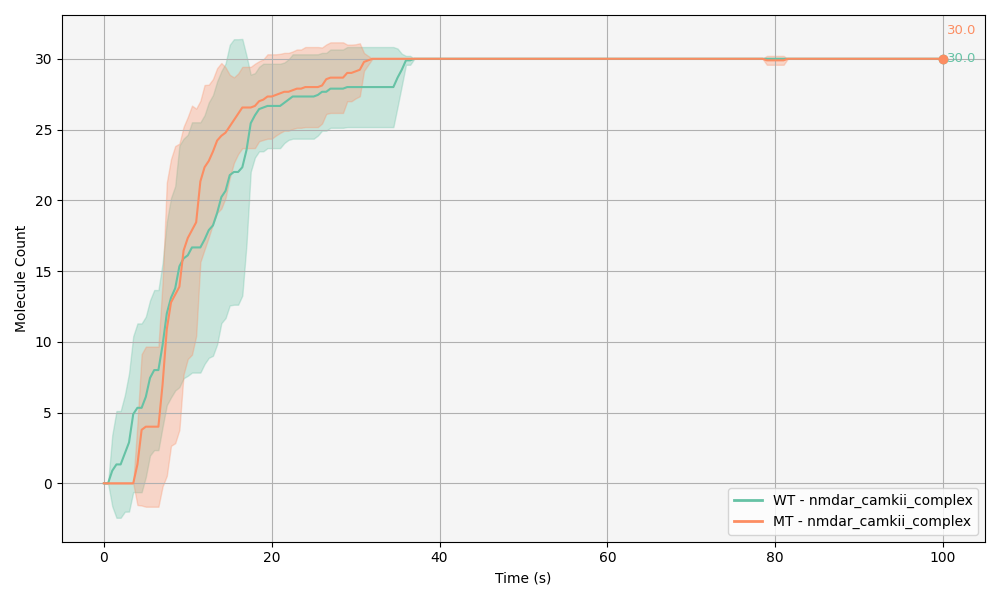 30.0
30.0
30
25
20
15
10
5
0
Molecule Count
WT - nmdar_camkii_complex
MT - nmdar_camkii_complex
0 20 40 60 80 100
Time (s)